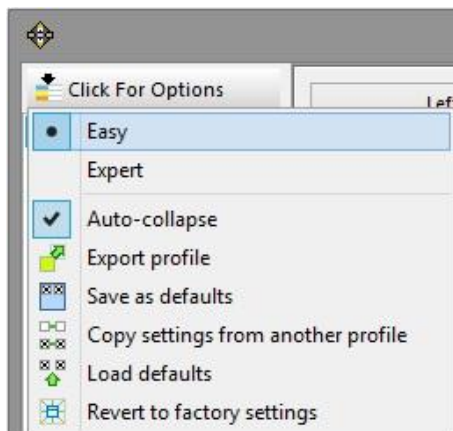 Click For Options
Left
Easy
Expert
Auto-collapse
Export profile
Save as defaults
Copy settings from another profile
Load defaults
Revert to factory settings